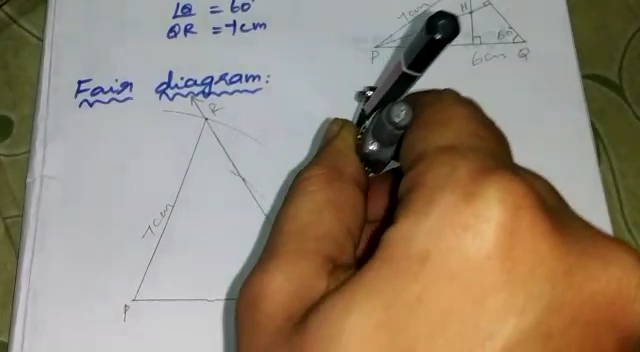 ∠Q = 60°
QR = 7cm
7cm
H
60°
P
6cm Q
Fair diagram:
R
7cm
P